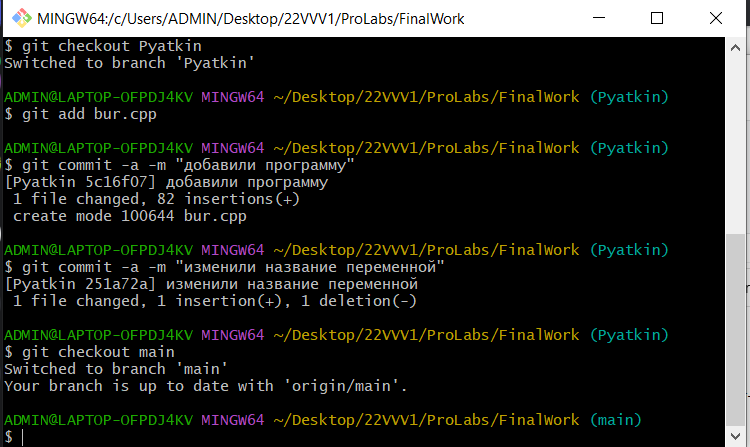 MINGW64:/c/Users/ADMIN/Desktop/22VVV1/ProLabs/FinalWork
$ git checkout Pyatkin
Switched to branch 'Pyatkin'
ADMIN@LAPTOP-OFPDJ4KV MINGW64 ~/Desktop/22VVV1/ProLabs/FinalWork (Pyatkin)
$ git add bur.cpp
ADMIN@LAPTOP-OFPDJ4KV MINGW64 ~/Desktop/22VVV1/ProLabs/FinalWork (Pyatkin)
$ git commit -a -m "добавили программу"
[Pyatkin 5c16f07] добавили программу
1 file changed, 82 insertions(+)
create mode 100644 bur.cpp
ADMIN@LAPTOP-OFPDJ4KV MINGW64 ~/Desktop/22VVV1/ProLabs/FinalWork (Pyatkin)
$ git commit -a -m "изменили название переменной"
[Pyatkin 251a72a] изменили название переменной
1 file changed, 1 insertion(+), 1 deletion(-)
ADMIN@LAPTOP-OFPDJ4KV MINGW64 ~/Desktop/22VVV1/ProLabs/FinalWork (Pyatkin)
$ git checkout main
Switched to branch 'main'
Your branch is up to date with 'origin/main'.
ADMIN@LAPTOP-OFPDJ4KV MINGW64 ~/Desktop/22VVV1/ProLabs/FinalWork (main)
$